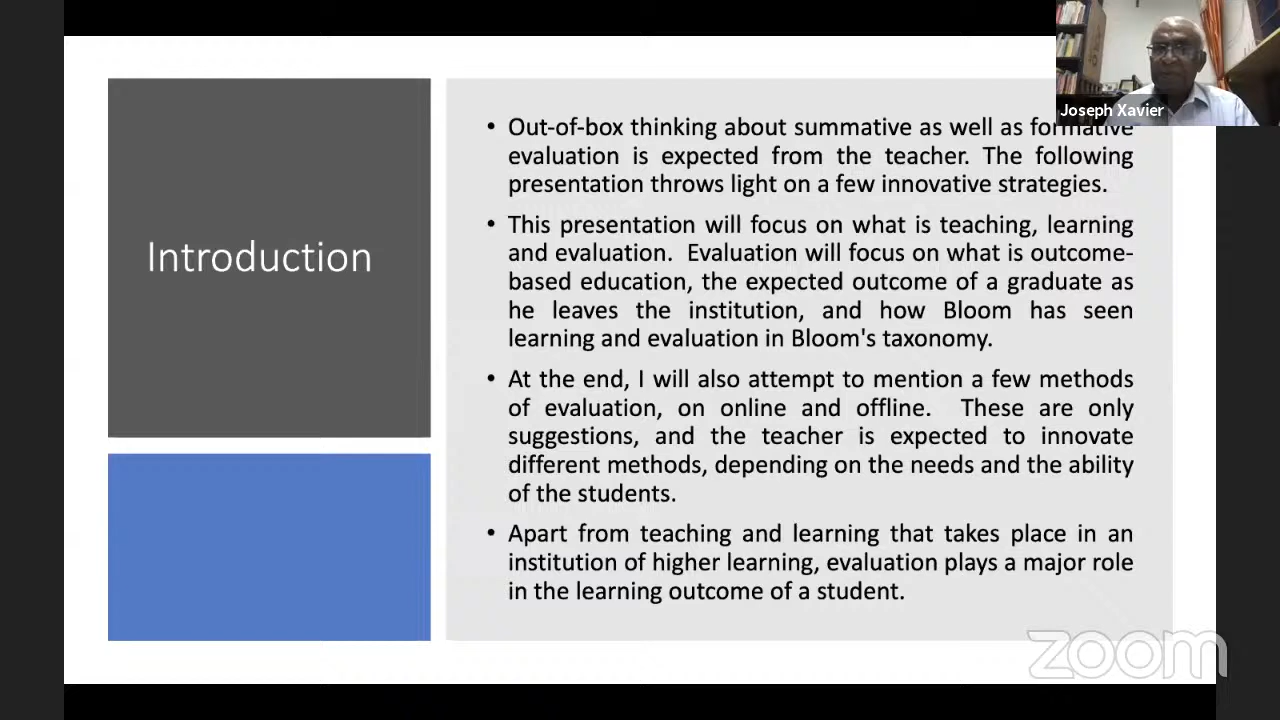 Joseph Xavier
Introduction
• Out-of-box thinking about summative as well as formative
evaluation is expected from the teacher. The following
presentation throws light on a few innovative strategies.
• This presentation will focus on what is teaching, learning
and evaluation. Evaluation will focus on what is outcome-
based education, the expected outcome of a graduate as
he leaves the institution, and how Bloom has seen
learning and evaluation in Bloom's taxonomy.
• At the end, I will also attempt to mention a few methods
of evaluation, on online and offline. These are only
suggestions, and the teacher is expected to innovate
different methods, depending on the needs and the ability
of the students.
• Apart from teaching and learning that takes place in an
institution of higher learning, evaluation plays a major role
in the learning outcome of a student.
zoom